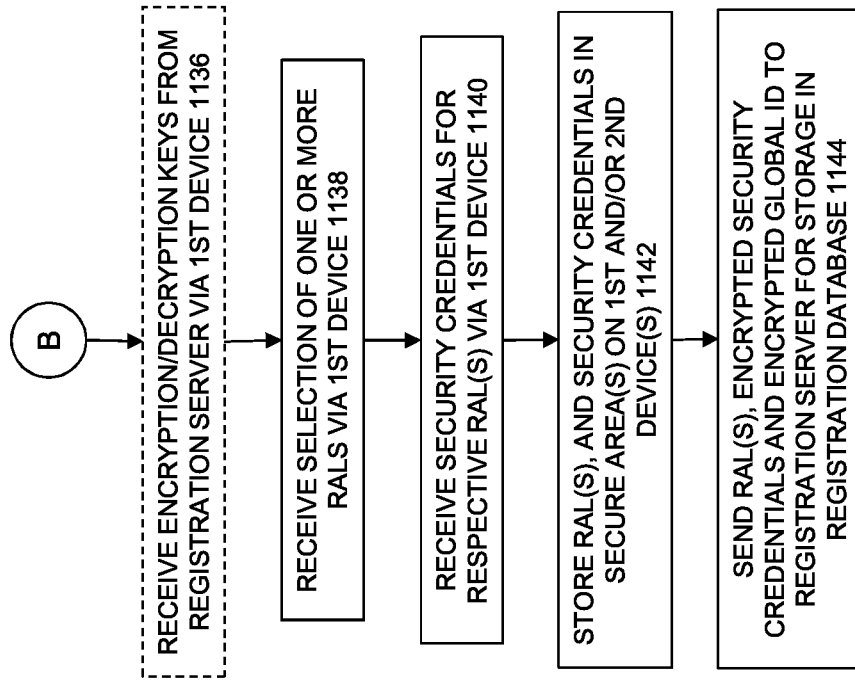 B
RECEIVE ENCRYPTION/DECRYPTION KEYS FROM
REGISTRATION SERVER VIA 1ST DEVICE 1136
RECEIVE SELECTION OF ONE OR MORE
RALS VIA 1ST DEVICE 1138
RECEIVE SECURITY CREDENTIALS FOR
RESPECTIVE RAL(S) VIA 1ST DEVICE 1140
STORE RAL(S), AND SECURITY CREDENTIALS IN
SECURE AREA(S) ON 1ST AND/OR 2ND
DEVICE(S) 1142
SEND RAL(S), ENCRYPTED SECURITY
CREDENTIALS AND ENCRYPTED GLOBAL ID TO
REGISTRATION SERVER FOR STORAGE IN
REGISTRATION DATABASE 1144